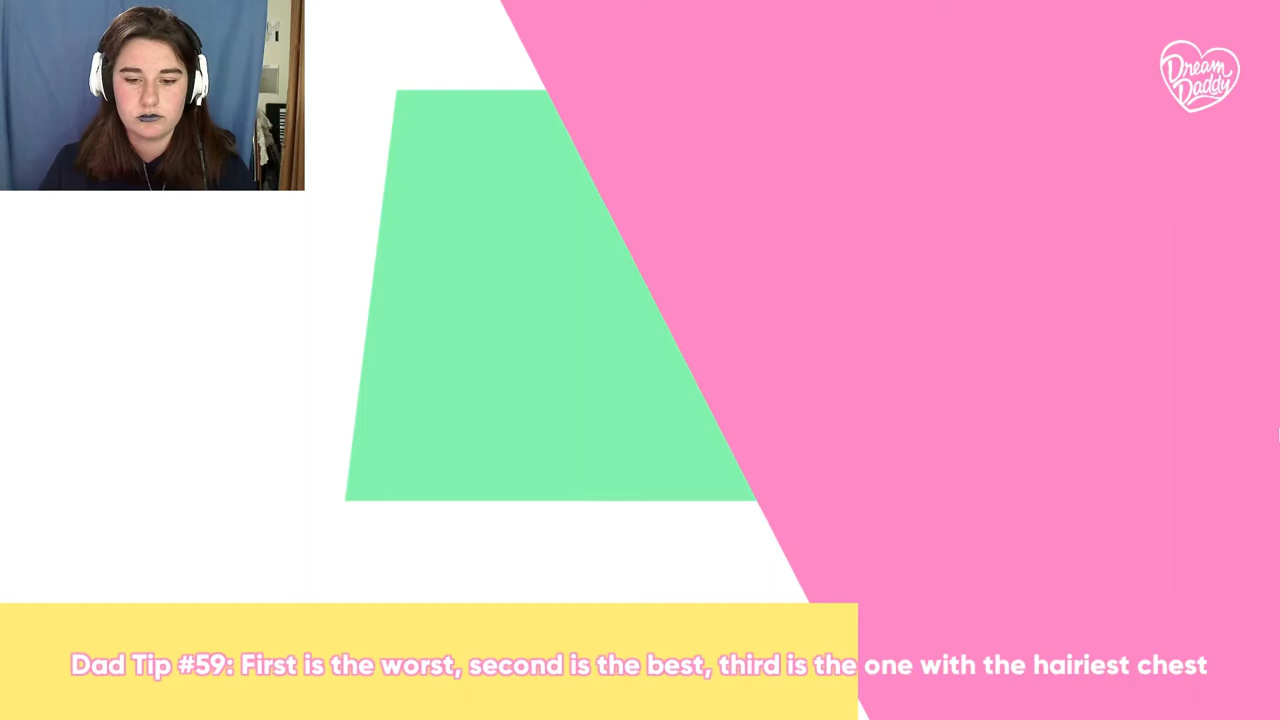 Dream
Daddy
Dad Tip #59: First is the worst, second is the best, third is the one with the hairiest chest